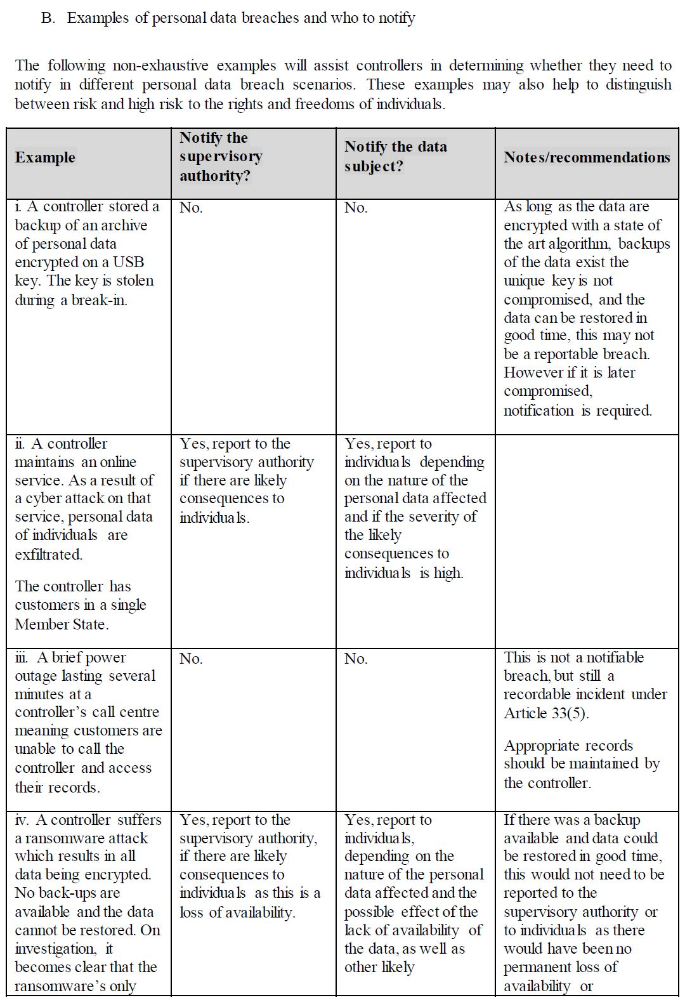 B. Examples of personal data breaches and who to notify
The following non-exhaustive examples will assist controllers in determining whether they need to
notify in different personal data breach scenarios. These examples may also help to distinguish
between risk and high risk to the rights and freedoms of individuals.
Example
Notify the
supervisory
authority?
Notify the data
subject?
Notes/recommendations
i. A controller stored a
backup of an archive
of personal data
encrypted on a USB
key. The key is stolen
during a break-in.
No.
No.
As long as the data are
encrypted with a state of
the art algorithm, backups
of the data exist the
unique key is not
compromised, and the
data can be restored in
good time, this may not
be a reportable breach.
However if it is later
compromised,
notification is required.
ii. A controller
maintains an online
service. As a result of
a cyber attack on that
service, personal data
of individuals are
exfiltrated.
The controller has
customers in a single
Member State.
Yes, report to the
supervisory authority
if there are likely
consequences to
individuals.
Yes, report to
individuals depending
on the nature of the
personal data affected
and if the severity of
the likely
consequences to
individuals is high.
iii. A brief power
outage lasting several
minutes at a
controller’s call centre
meaning customers are
unable to call the
controller and access
their records.
No.
No.
This is not a notifiable
breach, but still a
recordable incident under
Article 33(5).
Appropriate records
should be maintained by
the controller.
iv. A controller suffers
a ransomware attack
which results in all
data being encrypted.
No back-ups are
available and the data
cannot be restored. On
investigation, it
becomes clear that the
ransomware’s only
Yes, report to the
supervisory authority,
if there are likely
consequences to
individuals as this is a
loss of availability.
Yes, report to
individuals,
depending on the
nature of the personal
data affected and the
possible effect of the
lack of availability of
the data, as well as
other likely
If there was a backup
available and data could
be restored in good time,
this would not need to be
reported to the
supervisory authority or
to individuals as there
would have been no
permanent loss of
availability or